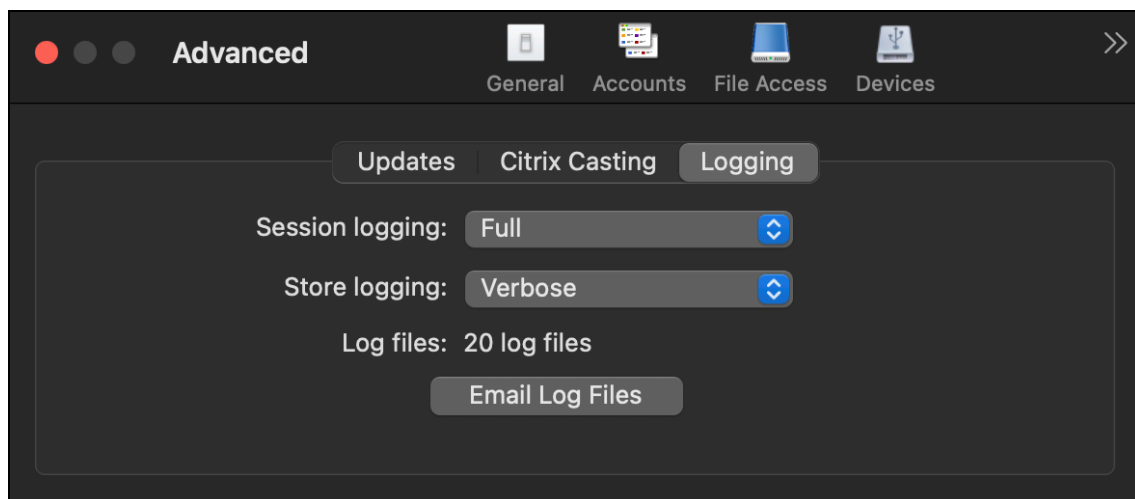 Advanced
General Accounts File Access Devices
Updates Citrix Casting Logging
Session logging: Full
Store logging: Verbose
Log files: 20 log files
Email Log Files